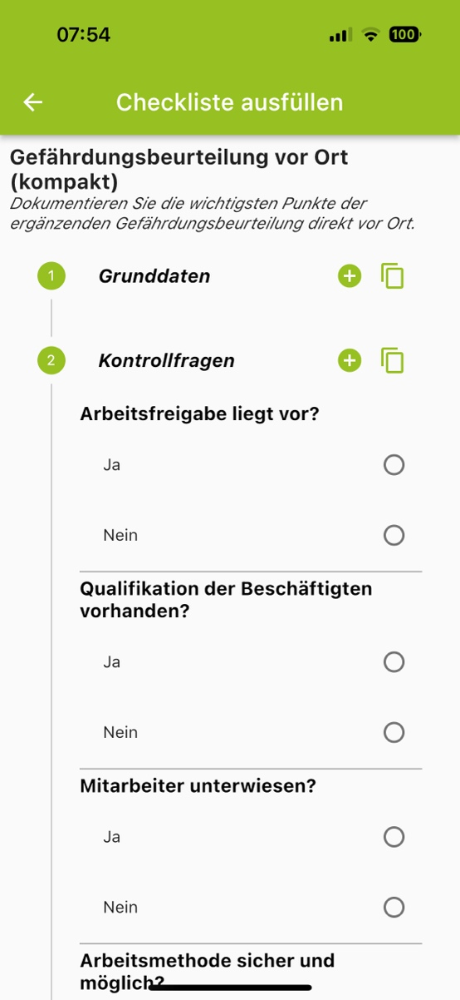 07:54
100
Checkliste ausfüllen
Gefährdungsbeurteilung vor Ort
(kompakt)
Dokumentieren Sie die wichtigsten Punkte der
ergänzenden Gefährdungsbeurteilung direkt vor Ort.
1 Grunddaten
2 Kontrollfragen
Arbeitsfreigabe liegt vor?
Ja
Nein
Qualifikation der Beschäftigten
vorhanden?
Ja
Nein
Mitarbeiter unterwiesen?
Ja
Nein
Arbeitsmethode sicher und
möglich?